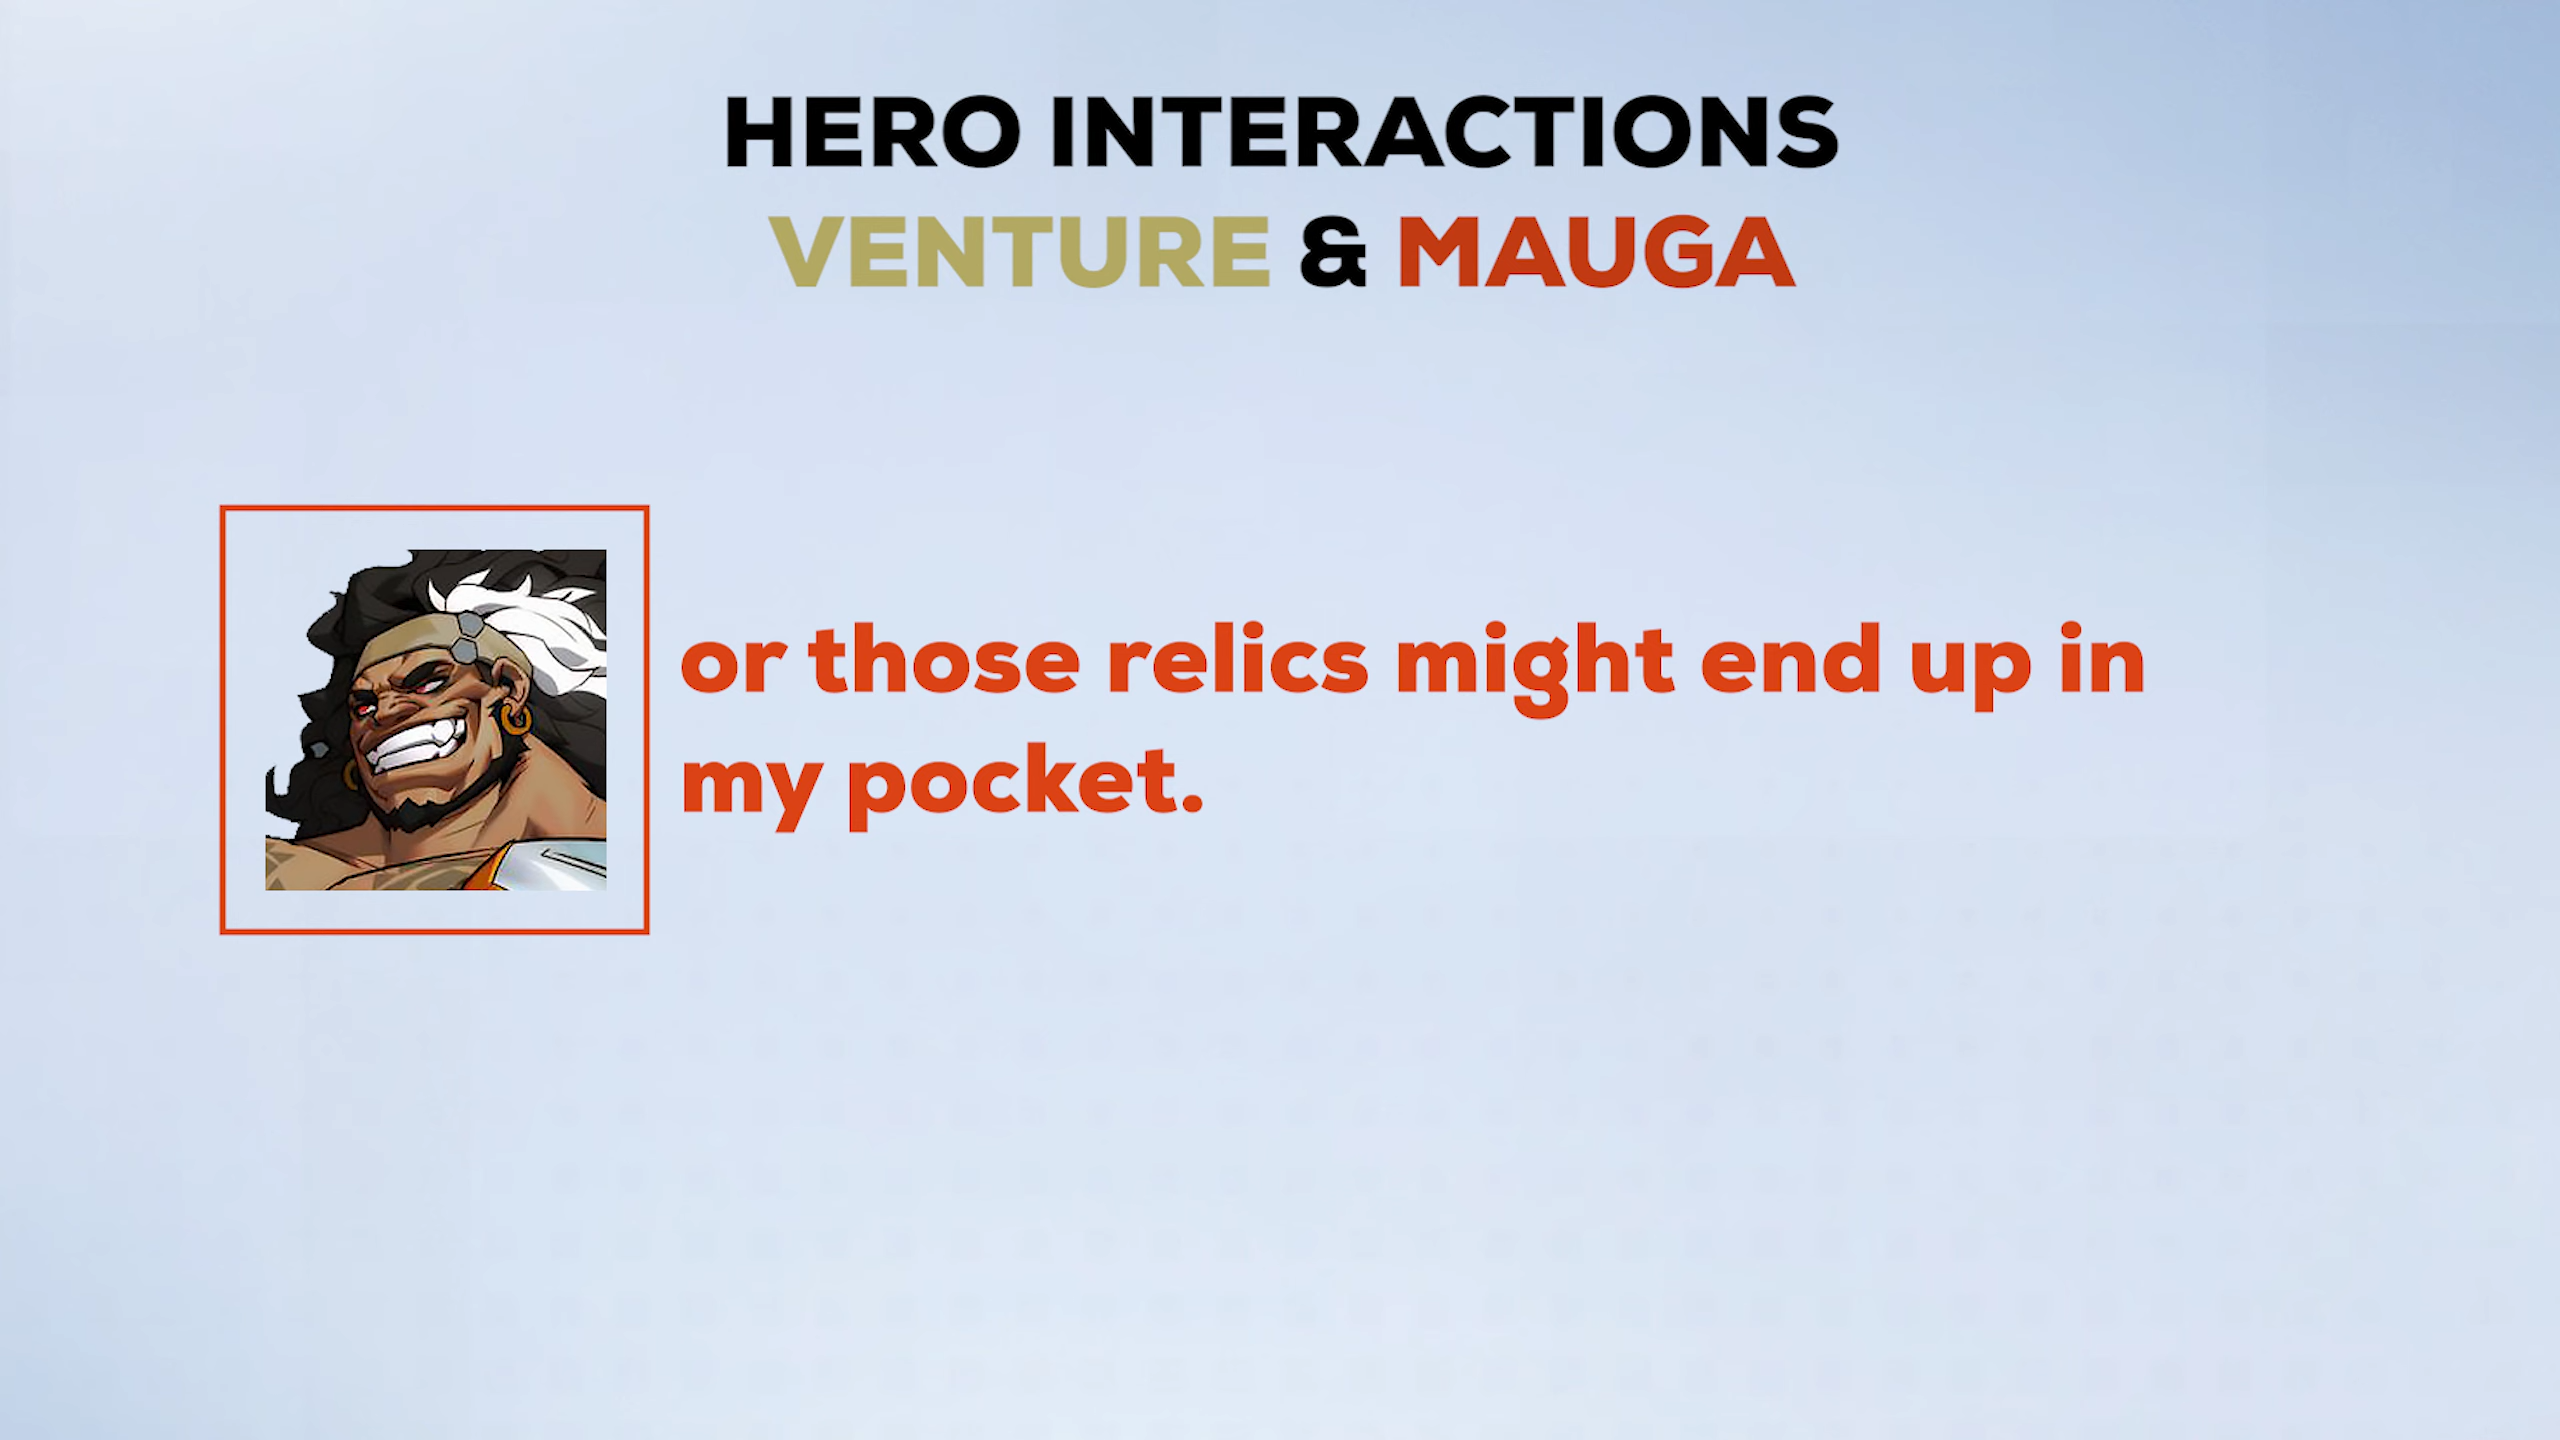 HERO INTERACTIONS
VENTURE & MAUGA
or those relics might end up in
my pocket.